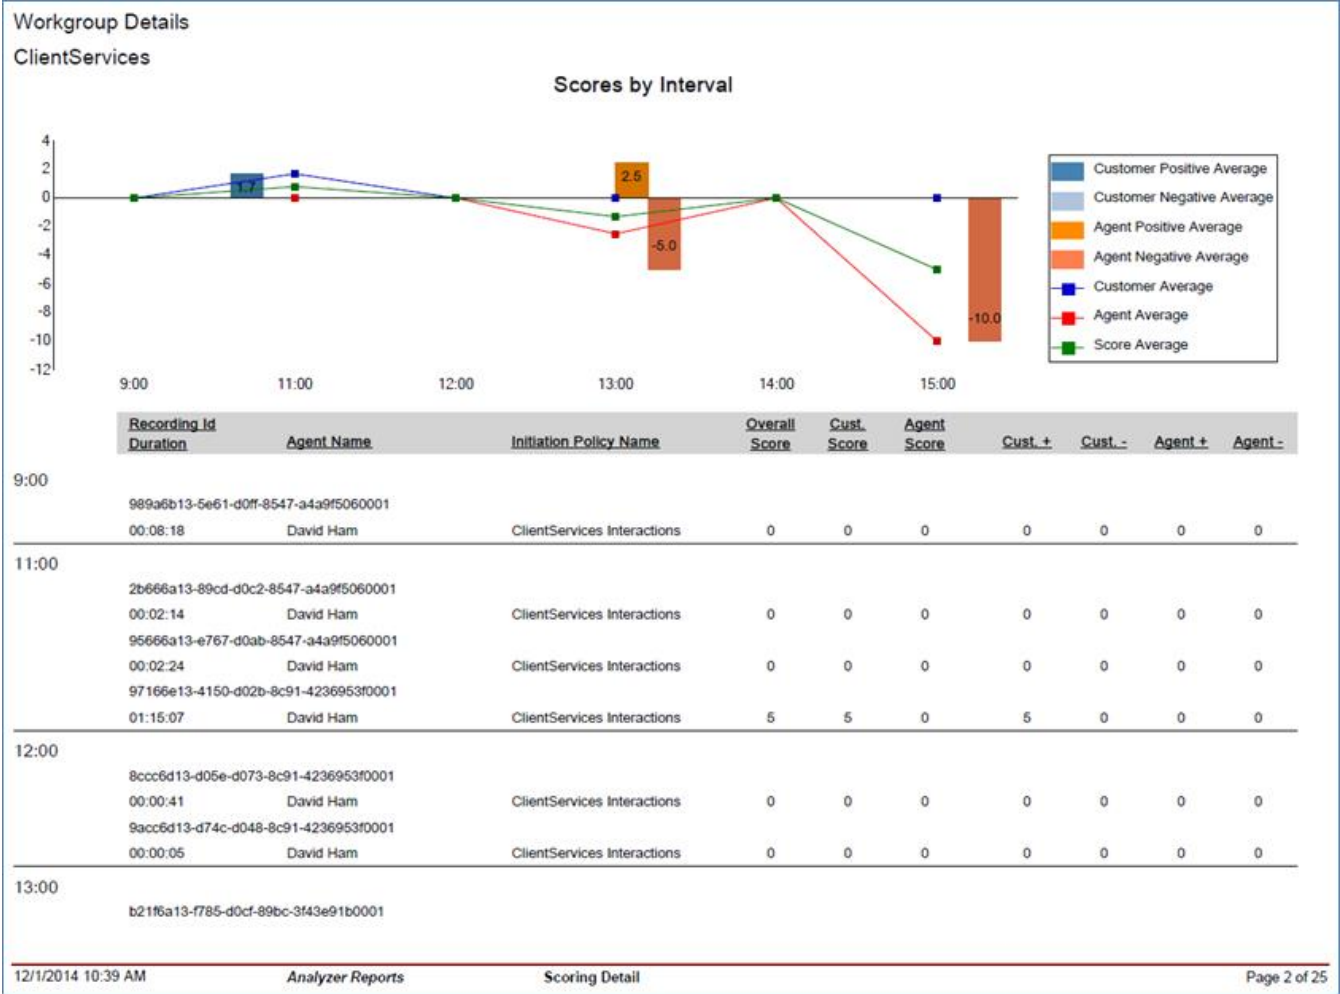 Workgroup Details
ClientServices
Scores by Interval
4
2
0
-2
-4
-6
-8
-10
-12
1.7
2.5
-5.0
-10.0
9:00 11:00 12:00 13:00 14:00 15:00
Customer Positive Average
Customer Negative Average
Agent Positive Average
Agent Negative Average
Customer Average
Agent Average
Score Average
Recording Id Overall Cust. Agent
Duration Agent Name Initiation Policy Name Score Score Score Cust. + Cust. - Agent + Agent -
9:00
989a6b13-5e61-d0ff-8547-a4a9f5060001
00:08:18 David Ham ClientServices Interactions 0 0 0 0 0 0 0
11:00
2b666a13-89cd-d0c2-8547-a4a9f5060001
00:02:14 David Ham ClientServices Interactions 0 0 0 0 0 0 0
95666a13-e767-d0ab-8547-a4a9f5060001
00:02:24 David Ham ClientServices Interactions 0 0 0 0 0 0 0
97166e13-4150-d02b-8c91-4236953f0001
01:15:07 David Ham ClientServices Interactions 5 5 0 5 0 0 0
12:00
8ccc6d13-d05e-d073-8c91-4236953f0001
00:00:41 David Ham ClientServices Interactions 0 0 0 0 0 0 0
9acc6d13-d74c-d048-8c91-4236953f0001
00:00:05 David Ham ClientServices Interactions 0 0 0 0 0 0 0
13:00
b21f6a13-f785-d0cf-89bc-3f43e91b0001
12/1/2014 10:39 AM Analyzer Reports Scoring Detail Page 2 of 25